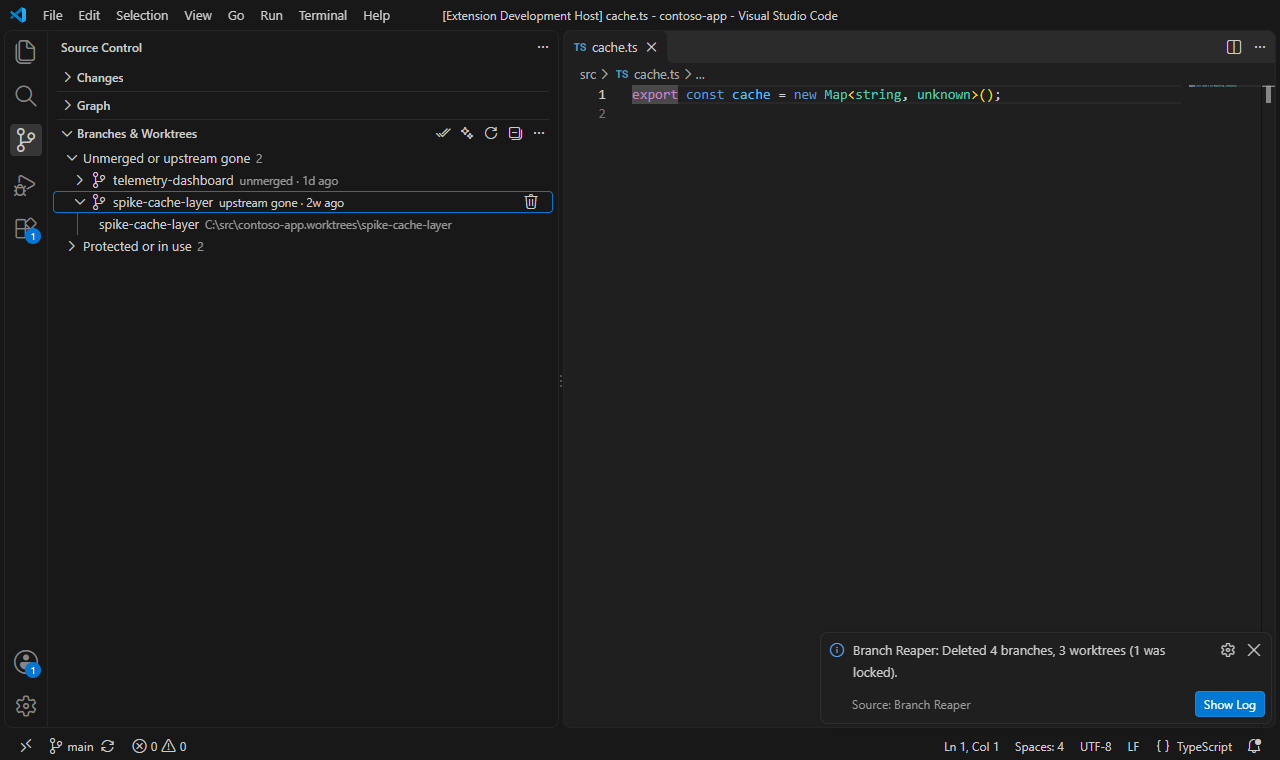 File Edit Selection View Go Run Terminal Help [Extension Development Host] cache.ts - contoso-app - Visual Studio Code
Source Control
Changes
Graph
Branches & Worktrees
Unmerged or upstream gone 2
telemetry-dashboard unmerged · 1d ago
spike-cache-layer upstream gone · 2w ago
spike-cache-layer C:\src\contoso-app.worktrees\spike-cache-layer
Protected or in use 2
1
1
TS cache.ts
src > TS cache.ts > ...
1 export const cache = new Map<string, unknown>();
2
Branch Reaper: Deleted 4 branches, 3 worktrees (1 was
locked).
Source: Branch Reaper
Show Log
main 0 0 Ln 1, Col 1 Spaces: 4 UTF-8 LF { } TypeScript